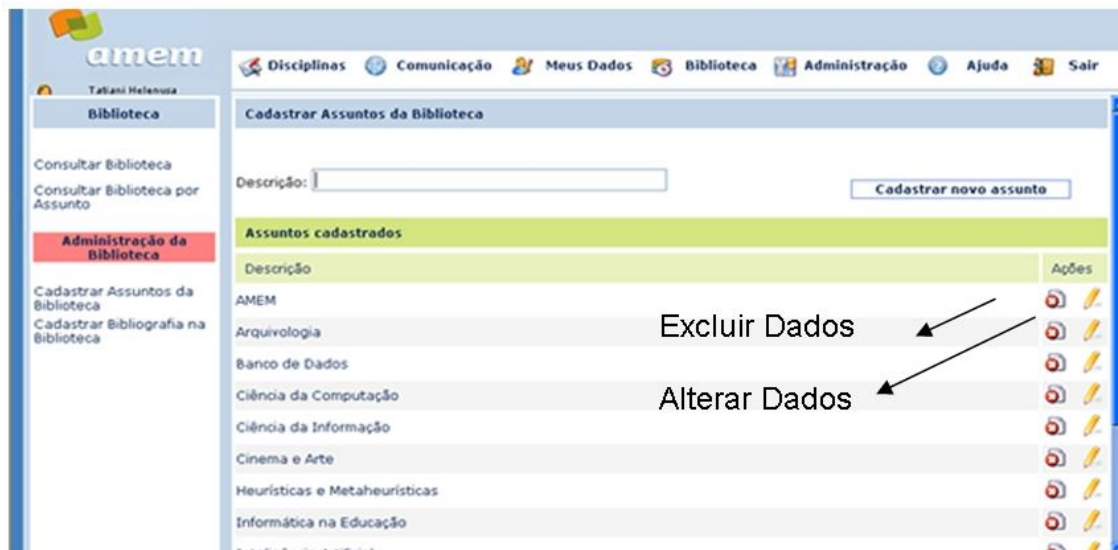 amem
Tatiani Helenusa
Disciplinas Comunicação Meus Dados Biblioteca Administração Ajuda Sair
Biblioteca
Consultar Biblioteca
Consultar Biblioteca por
Assunto
Administração da
Biblioteca
Cadastrar Assuntos da
Biblioteca
Cadastrar Bibliografia na
Biblioteca
Cadastrar Assuntos da Biblioteca
Descrição:
Cadastrar novo assunto
Assuntos cadastrados
Descrição Ações
AMEM
Arquivologia
Banco de Dados
Ciência da Computação
Ciência da Informação
Cinema e Arte
Heurísticas e Metaheurísticas
Informática na Educação
Excluir Dados
Alterar Dados